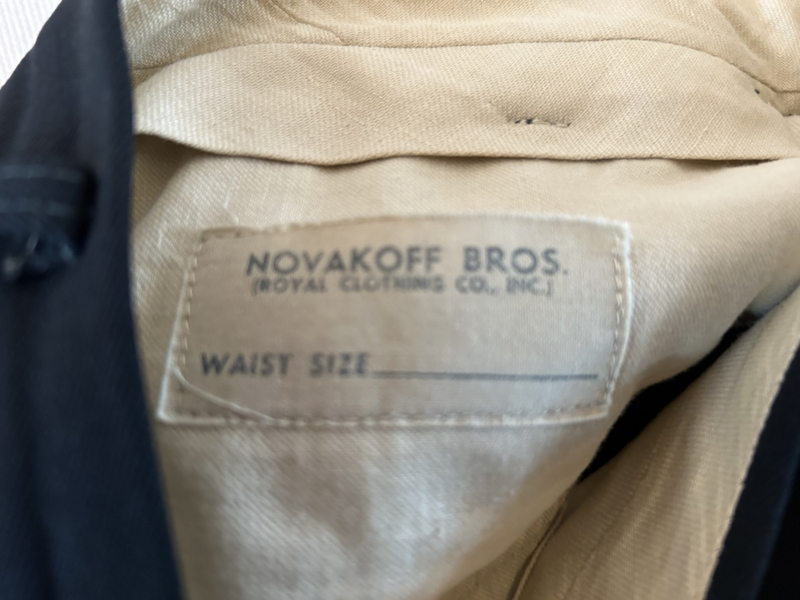 NOVAKOFF BROS.
(ROYAL CLOTHING CO., INC.)
WAIST SIZE